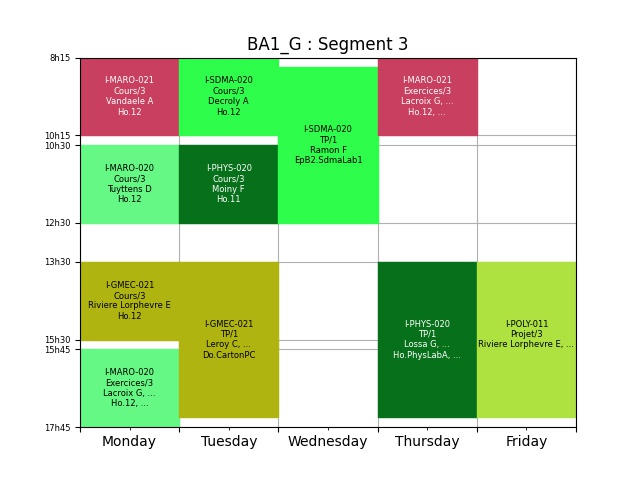 BA1_G : Segment 3
8h15
10h15
10h30
12h30
13h30
15h30
15h45
17h45
I-MARO-021
Cours/3
Vandaele A
Ho.12
I-SDMA-020
Cours/3
Decroly A
Ho.12
I-SDMA-020
TP/1
Ramon F
EpB2.SdmaLab1
I-MARO-021
Exercices/3
Lacroix G, ...
Ho.12, ...
I-MARO-020
Cours/3
Tuyttens D
Ho.12
I-PHYS-020
Cours/3
Moiny F
Ho.11
I-GMEC-021
Cours/3
Riviere Lorphevre E
Ho.12
I-GMEC-021
TP/1
Leroy C, ...
Do.CartonPC
I-PHYS-020
TP/1
Lossa G, ...
Ho.PhysLabA, ...
I-POLY-011
Projet/3
Riviere Lorphevre E, ...
I-MARO-020
Exercices/3
Lacroix G, ...
Ho.12, ...
Monday
Tuesday
Wednesday
Thursday
Friday